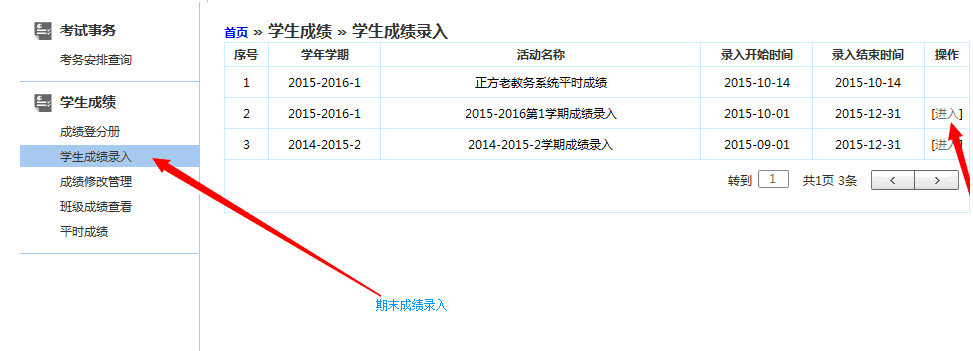 考试事务
考务安排查询
学生成绩
成绩登分册
学生成绩录入
成绩修改管理
班级成绩查看
平时成绩
首页 » 学生成绩 » 学生成绩录入
序号 学年学期 活动名称 录入开始时间 录入结束时间 操作
1 2015-2016-1 正方老教务系统平时成绩 2015-10-14 2015-10-14
2 2015-2016-1 2015-2016第1学期成绩录入 2015-10-01 2015-12-31 [进入]
3 2014-2015-2 2014-2015-2学期成绩录入 2015-09-01 2015-12-31 [进入]
转到 1 共1页 3条 < >
期末成绩录入